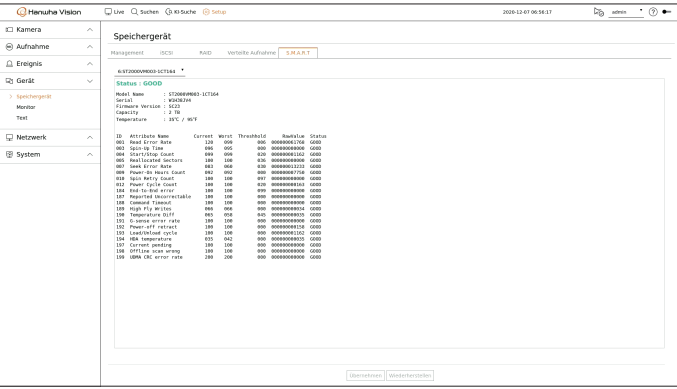 Hanwha Vision
Live Suchen KI-Suche Setup 2020-12-07 06:56:17 admin
Kamera
Aufnahme
Ereignis
Gerät
Speichergerät
Monitor
Text
Netzwerk
System
Speichergerät
Management iSCSI RAID Verteilte Aufnahme S.M.A.R.T
6:ST2000VM003-1CT164
Status : GOOD
Model Name : ST2000VM003-1CT164
Serial : W1H3B2V4
Firmware Version : SC23
Capacity : 2 TB
Temperature : 35℃ / 95℉
ID Attribute Name Current Worst Threshhold RawValue Status
001 Read Error Rate 120 099 006 000000001768 GOOD
003 Spin-Up Time 096 095 000 000000000000 GOOD
004 Start/Stop Count 099 099 020 000000001162 GOOD
005 Reallocated Sectors 100 100 036 000000000000 GOOD
007 Seek Error Rate 063 060 030 000000013233 GOOD
009 Power-On Hours Count 092 092 000 000000007750 GOOD
010 Spin Retry Count 100 100 097 000000000000 GOOD
012 Power Cycle Count 100 100 020 000000000163 GOOD
184 End-to-End error 100 100 099 000000000000 GOOD
187 Reported Uncorrectable 100 100 000 000000000000 GOOD
188 Command Timeout 100 100 000 000000000000 GOOD
189 High Fly Writes 066 066 000 000000000034 GOOD
190 Temperature Diff 065 058 045 000000000035 GOOD
191 G-sense error rate 100 100 000 000000000000 GOOD
192 Power-off retract 100 100 000 000000000158 GOOD
193 Load/Unload cycle 100 100 000 000000001162 GOOD
194 HDA temperature 035 042 000 000000000035 GOOD
197 Current pending 100 100 000 000000000000 GOOD
198 Offline scan wrong 100 100 000 000000000000 GOOD
199 UDMA CRC error rate 200 200 000 000000000000 GOOD
Übernehmen Wiederherstellen